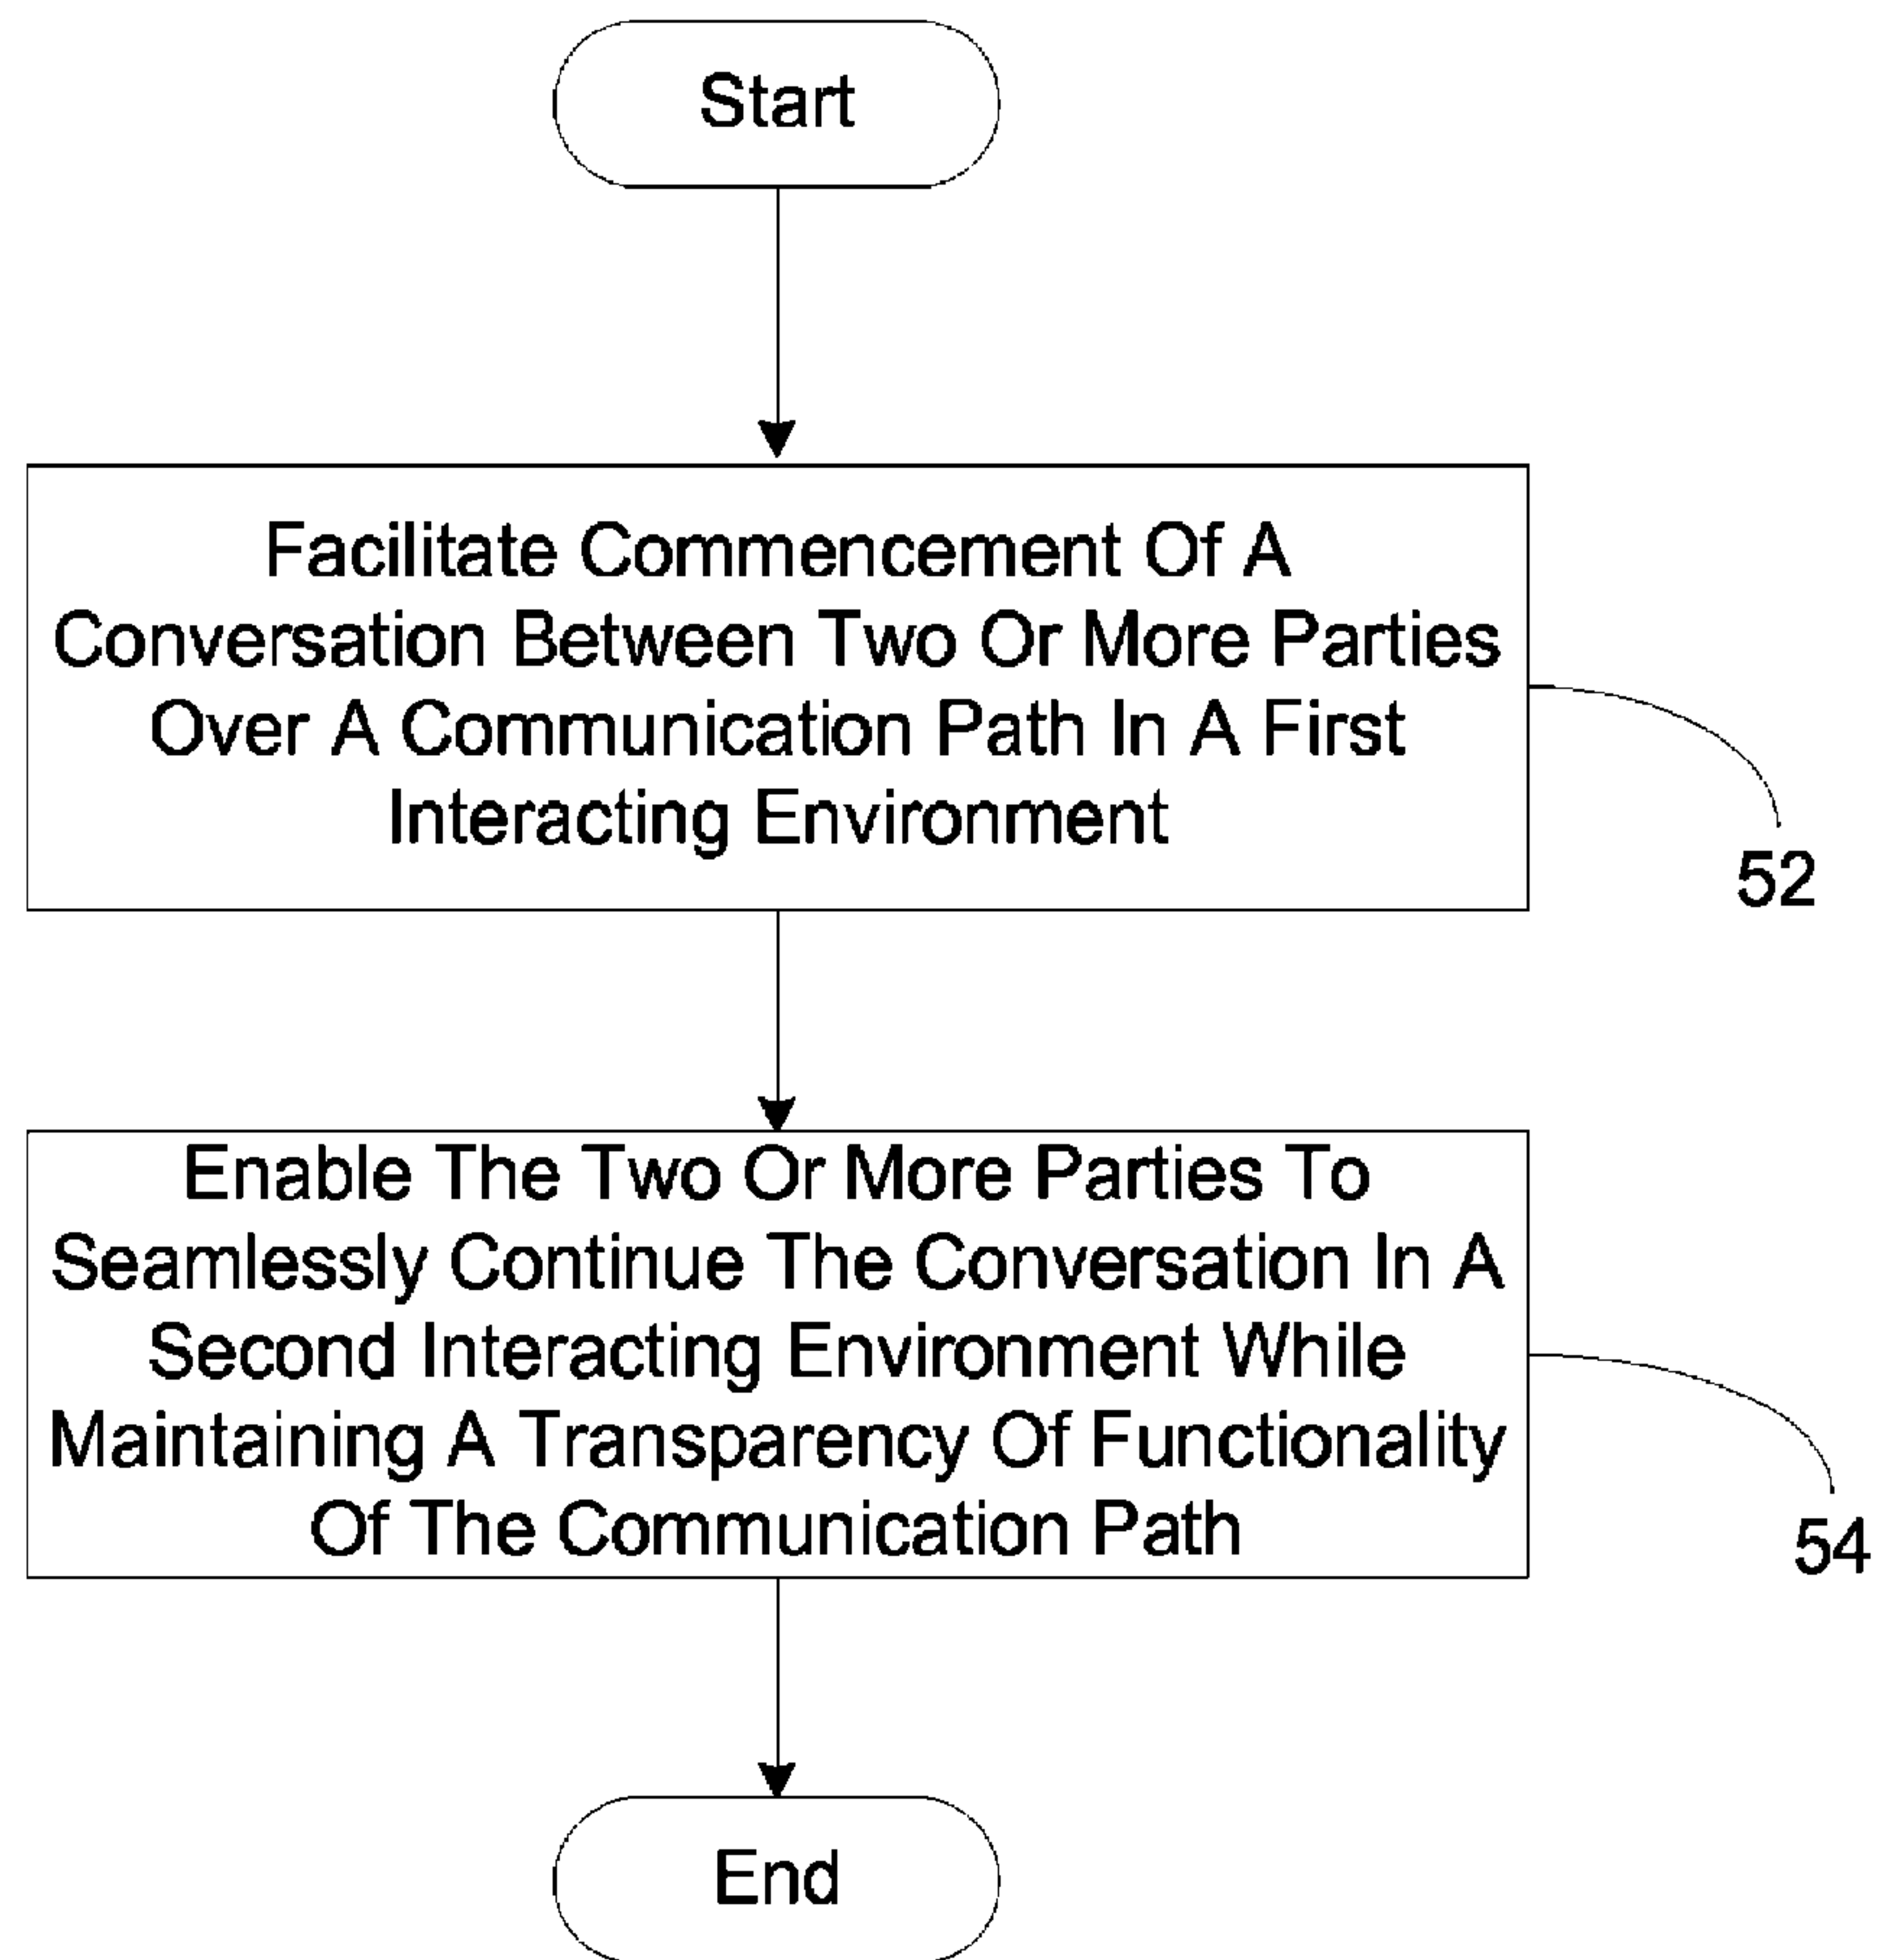 Start
Facilitate Commencement Of A
Conversation Between Two Or More Parties
Over A Communication Path In A First
Interacting Environment
52
Enable The Two Or More Parties To
Seamlessly Continue The Conversation In A
Second Interacting Environment While
Maintaining A Transparency Of Functionality
Of The Communication Path
54
End